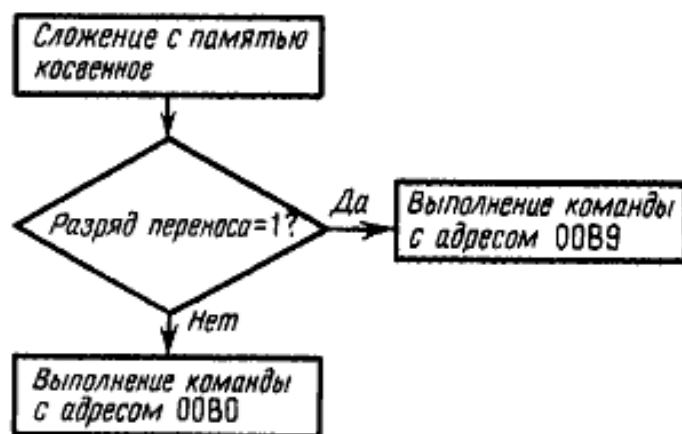 Сложение с памятью
косвенное
Разряд переноса=1?
Да
Выполнение команды
с адресом 00B9
Нет
Выполнение команды
с адресом 00B0